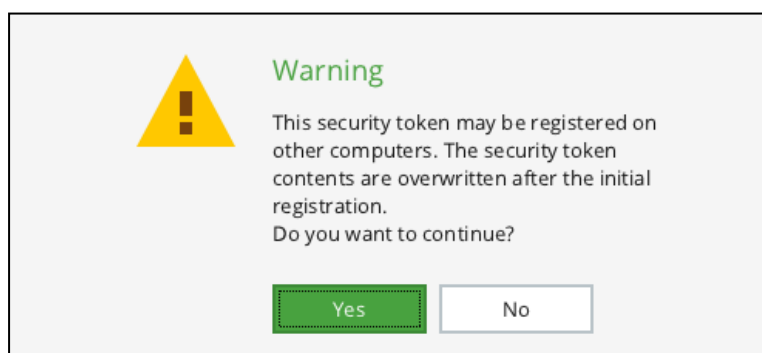 Warning
This security token may be registered on
other computers. The security token
contents are overwritten after the initial
registration.
Do you want to continue?
Yes
No